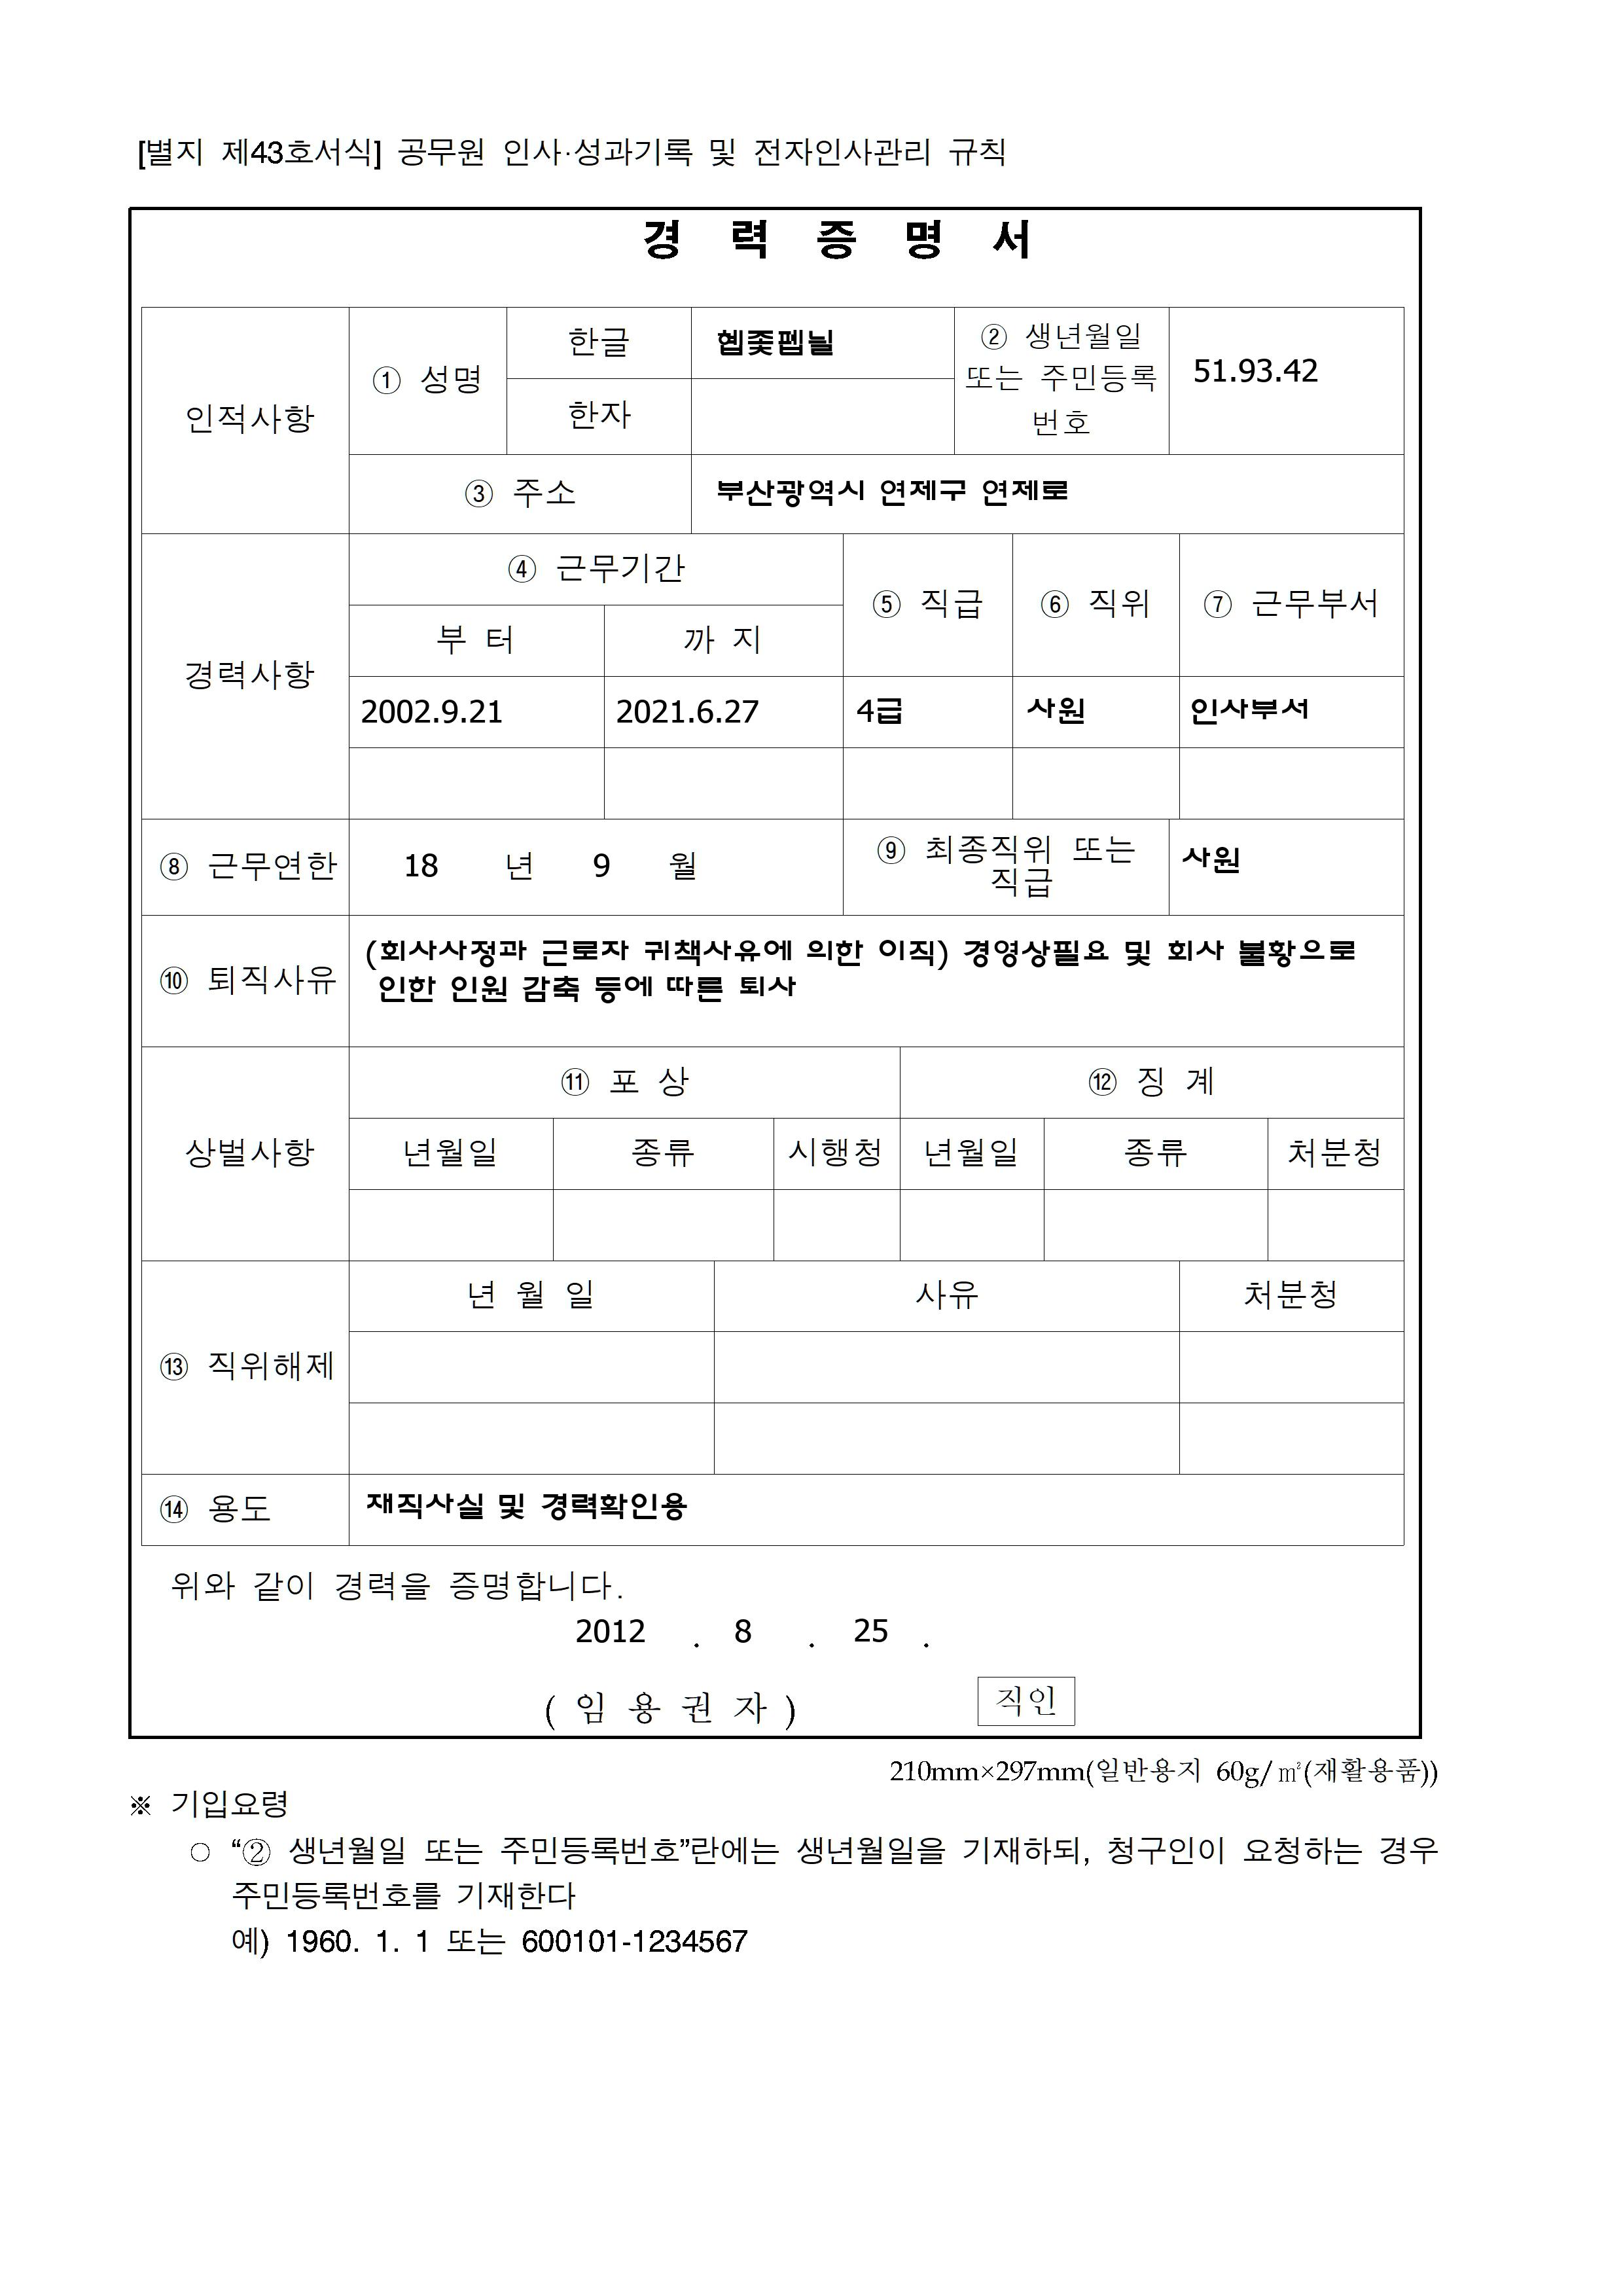 [별지 제43호서식] 공무원 인사·성과기록 및 전자인사관리 규칙
경 력 증 명 서
인적사항
① 성명
한글
헵좇펩닐
② 생년월일
또는 주민등록
번호
51.93.42
한자
③ 주소
부산광역시 연제구 연제로
경력사항
④ 근무기간
⑤ 직급
⑥ 직위
⑦ 근무부서
부 터
까 지
2002.9.21
2021.6.27
4급
사원
인사부서
⑧ 근무연한
18 년 9 월
⑨ 최종직위 또는
직급
사원
⑩ 퇴직사유
(회사사정과 근로자 귀책사유에 의한 이직) 경영상필요 및 회사 불황으로
인한 인원 감축 등에 따른 퇴사
상벌사항
⑪ 포 상
⑫ 징 계
년월일
종류
시행청
년월일
종류
처분청
⑬ 직위해제
년 월 일
사유
처분청
⑭ 용도
재직사실 및 경력확인용
위와 같이 경력을 증명합니다.
2012 . 8 . 25 .
( 임 용 권 자 )
직인
210mm×297mm(일반용지 60g/㎡(재활용품))
※ 기입요령
○ “② 생년월일 또는 주민등록번호”란에는 생년월일을 기재하되, 청구인이 요청하는 경우
주민등록번호를 기재한다
예) 1960. 1. 1 또는 600101-1234567